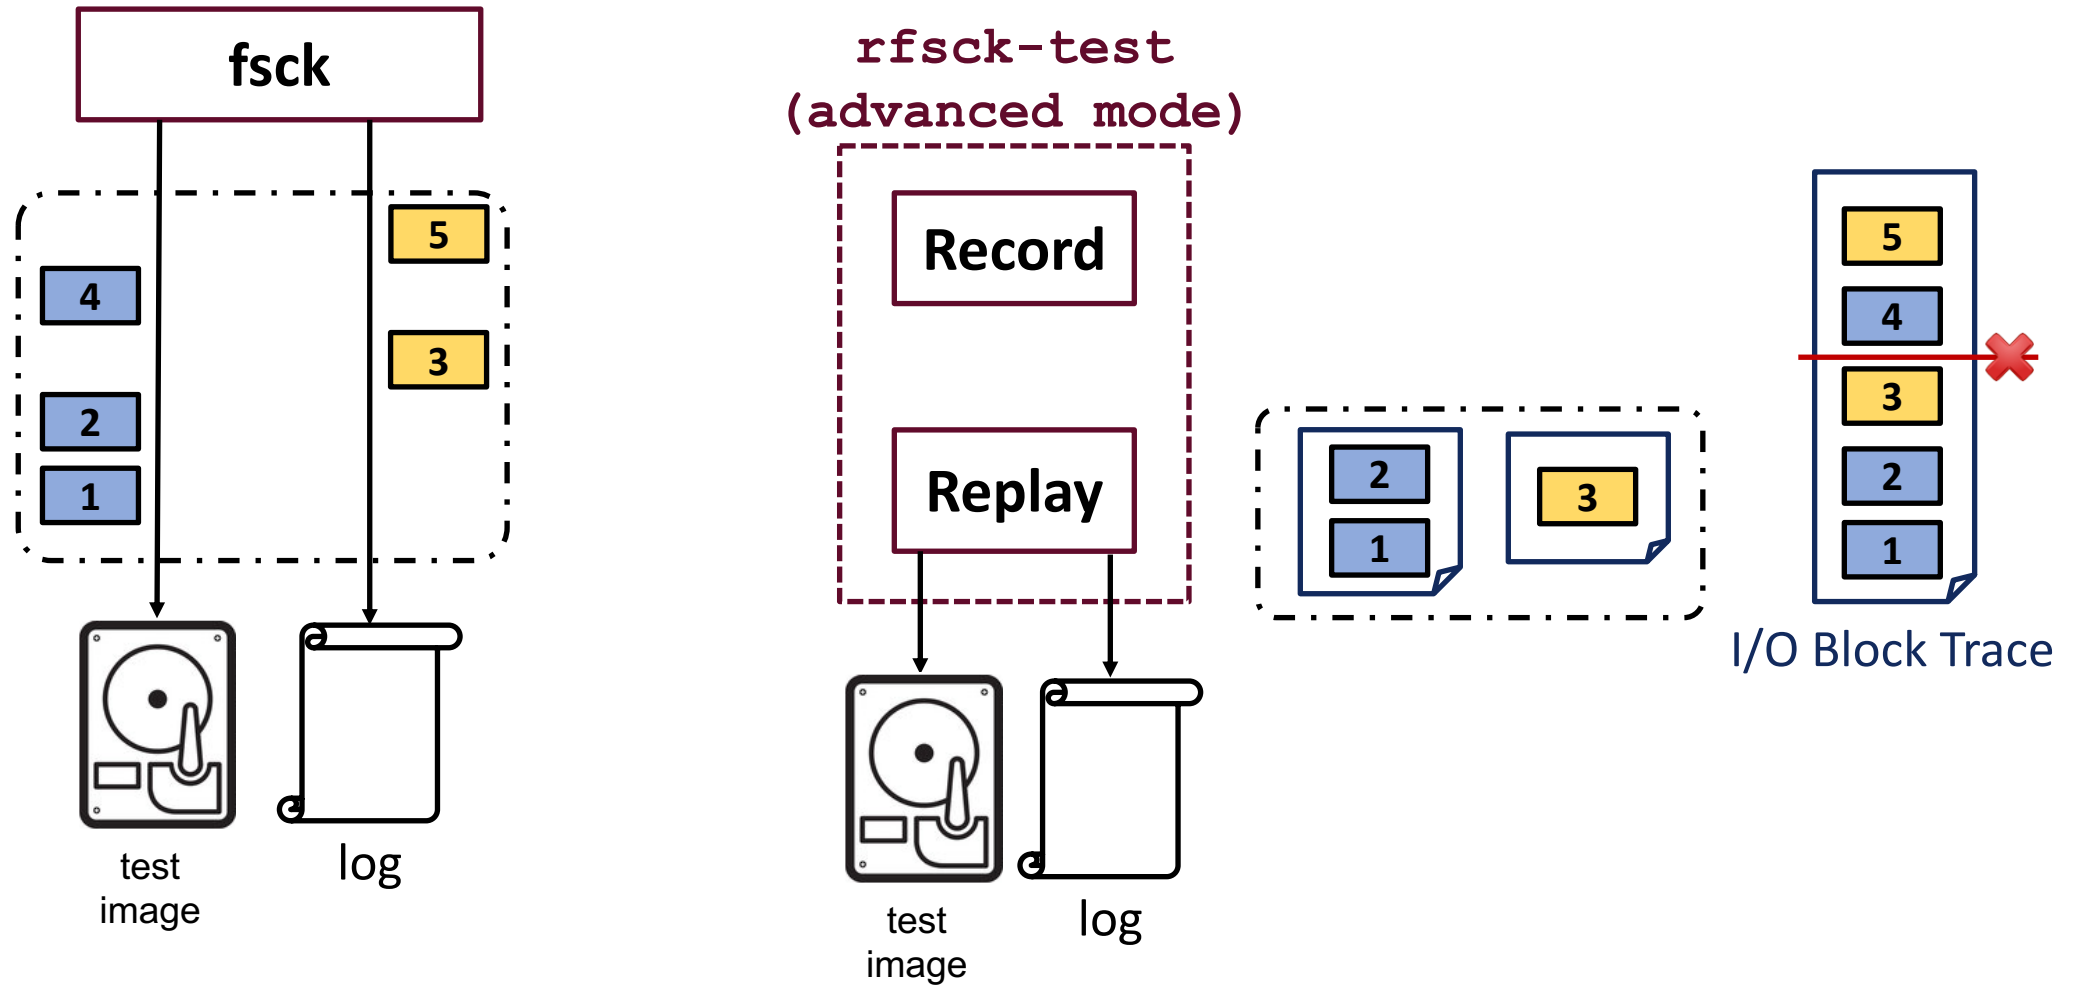 fsck
5
4
3
2
1
test
image
log
rfsck-test
(advanced mode)
Record
Replay
test
image
log
2
1
3
5
4
3
2
1
I/O Block Trace